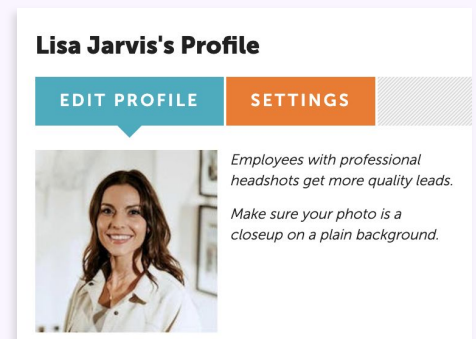 Lisa Jarvis's Profile
EDIT PROFILE
SETTINGS
Employees with professional
headshots get more quality leads.
Make sure your photo is a
closeup on a plain background.